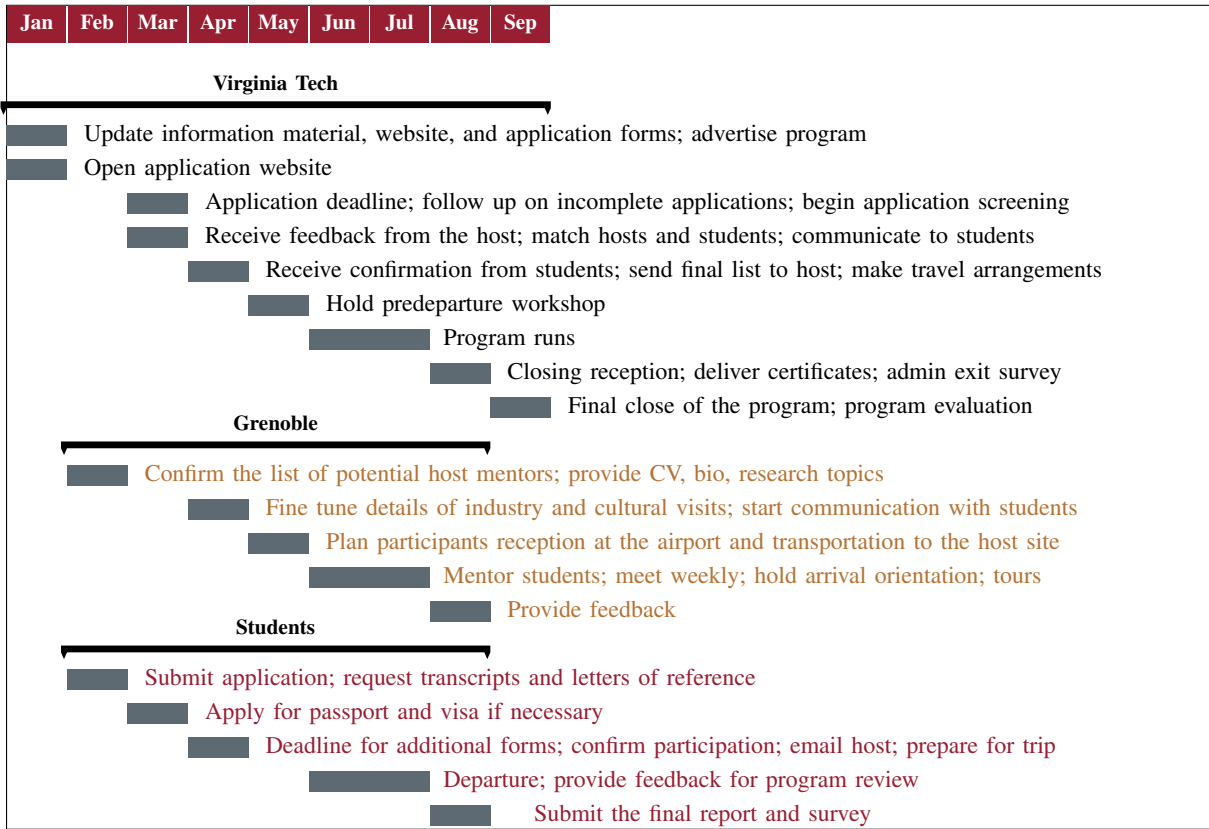 Jan Feb Mar Apr May Jun Jul Aug Sep
Virginia Tech
Update information material, website, and application forms; advertise program
Open application website
Application deadline; follow up on incomplete applications; begin application screening
Receive feedback from the host; match hosts and students; communicate to students
Receive confirmation from students; send final list to host; make travel arrangements
Hold predeparture workshop
Program runs
Closing reception; deliver certificates; admin exit survey
Final close of the program; program evaluation
Grenoble
Confirm the list of potential host mentors; provide CV, bio, research topics
Fine tune details of industry and cultural visits; start communication with students
Plan participants reception at the airport and transportation to the host site
Mentor students; meet weekly; hold arrival orientation; tours
Provide feedback
Students
Submit application; request transcripts and letters of reference
Apply for passport and visa if necessary
Deadline for additional forms; confirm participation; email host; prepare for trip
Departure; provide feedback for program review
Submit the final report and survey